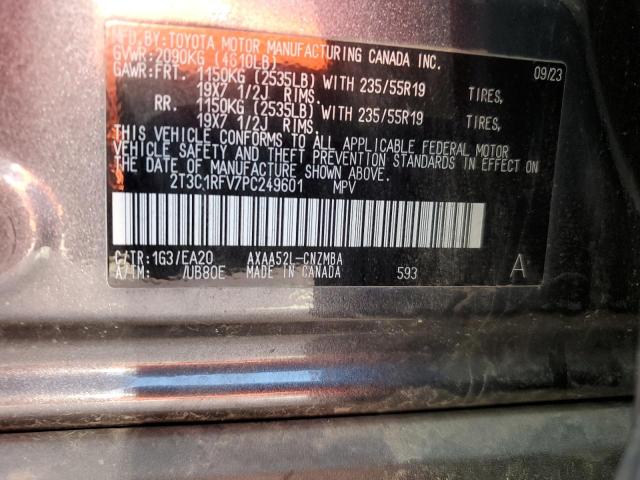 MFD. BY: TOYOTA MOTOR MANUFACTURING CANADA INC.
GVWR: 2090KG (4610LB) 09/23
GAWR: FRT. 1150KG (2535LB) WITH 235/55R19 TIRES,
19X7 1/2J RIMS.
RR. 1150KG (2535LB) WITH 235/55R19 TIRES,
19X7 1/2J RIMS.
THIS VEHICLE CONFORMS TO ALL APPLICABLE FEDERAL MOTOR
VEHICLE SAFETY AND THEFT PREVENTION STANDARDS IN EFFECT ON
THE DATE OF MANUFACTURE SHOWN ABOVE.
2T3C1RFV7PC249601 MPV
C/TR: 1G3/EA20 AXAA52L-CNZMBA
A/TM: /UB80E MADE IN CANADA 593 A